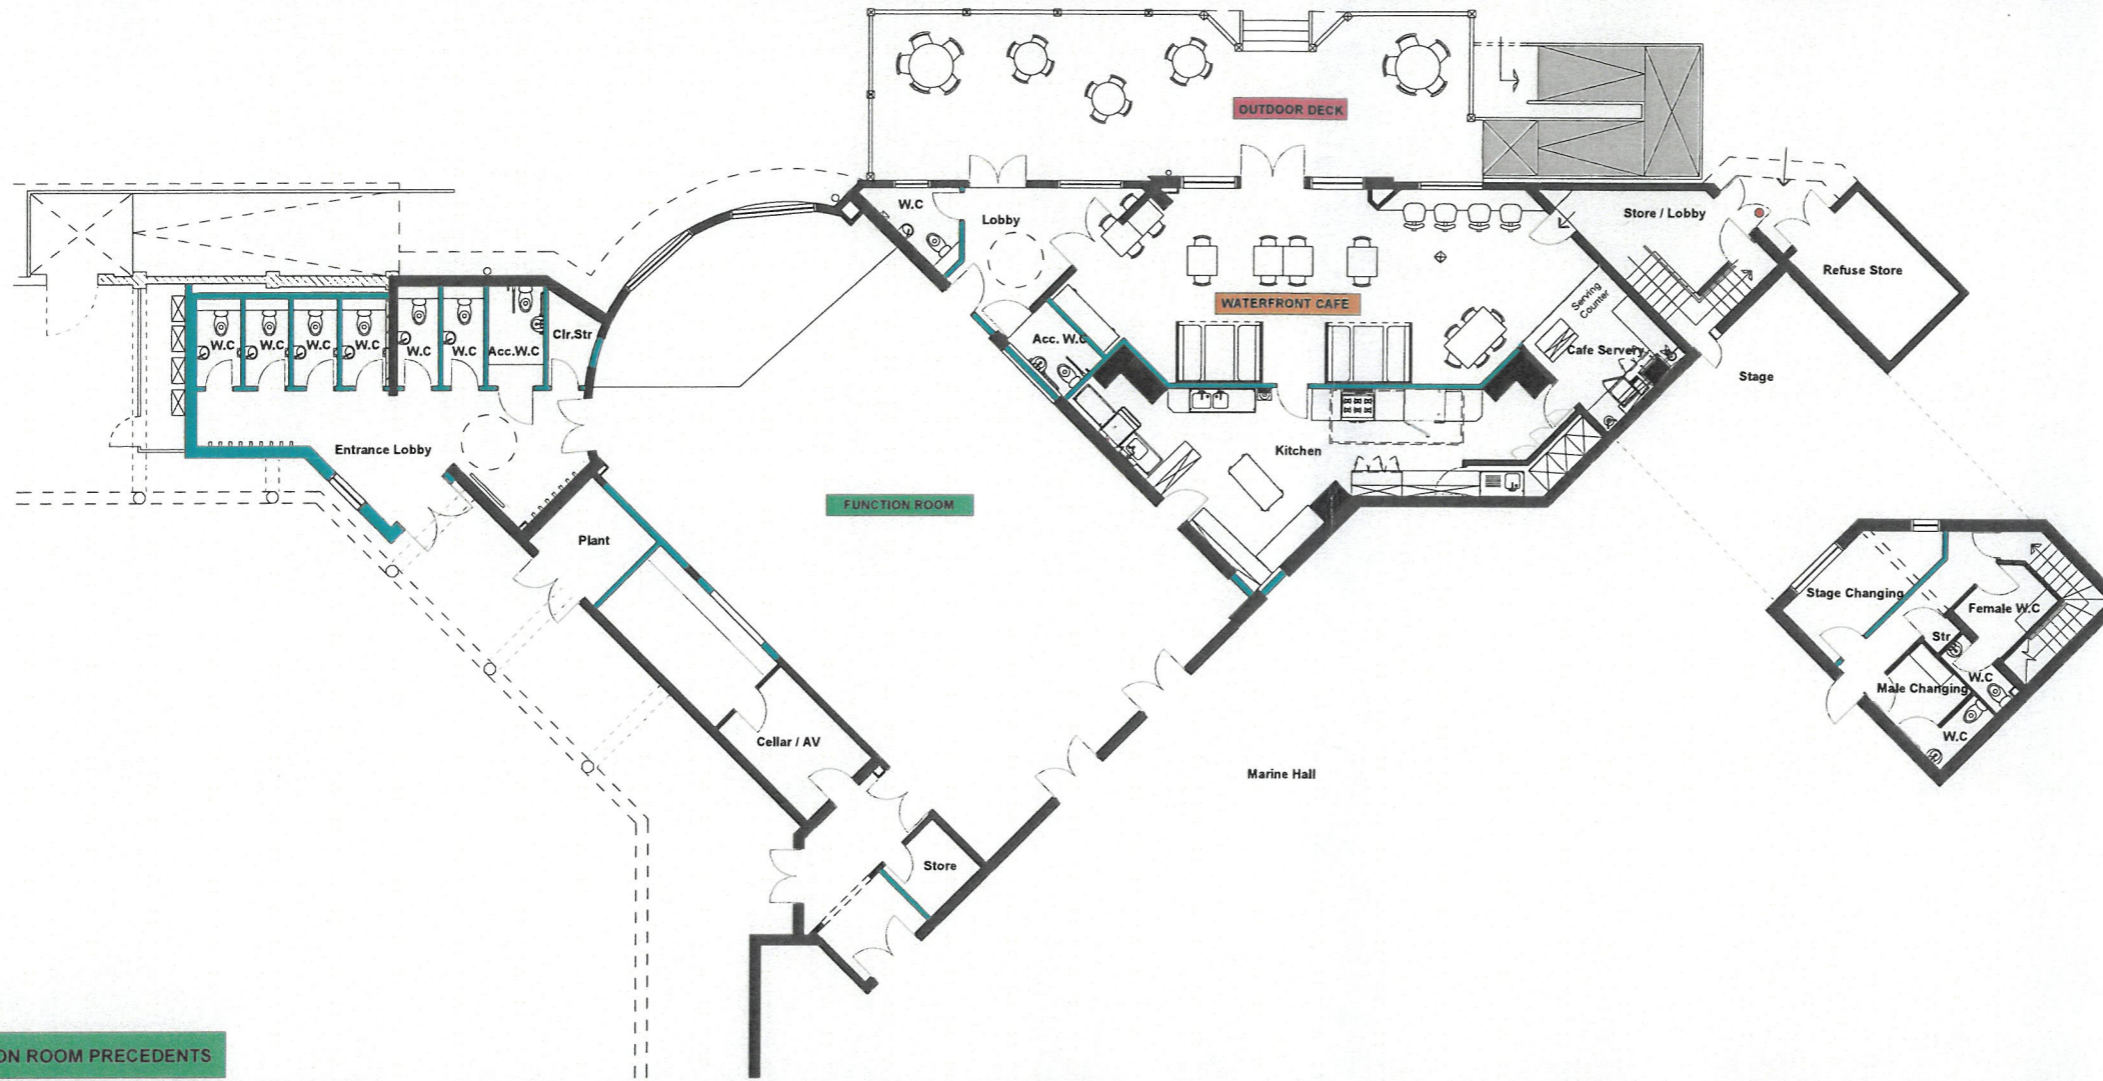 OUTDOOR DECK
W.C
Lobby
Store / Lobby
Refuse Store
WATERFRONT CAFE
Serving
Counter
Clr.Str
W.C
W.C
W.C
W.C
W.C
W.C
Acc.W.C
Acc. W.C
Cafe Servery
Stage
Entrance Lobby
Kitchen
FUNCTION ROOM
Plant
Stage Changing
Female W.C
Str
W.C
Male Changing
W.C
Cellar / AV
Marine Hall
Store
ON ROOM PRECEDENTS